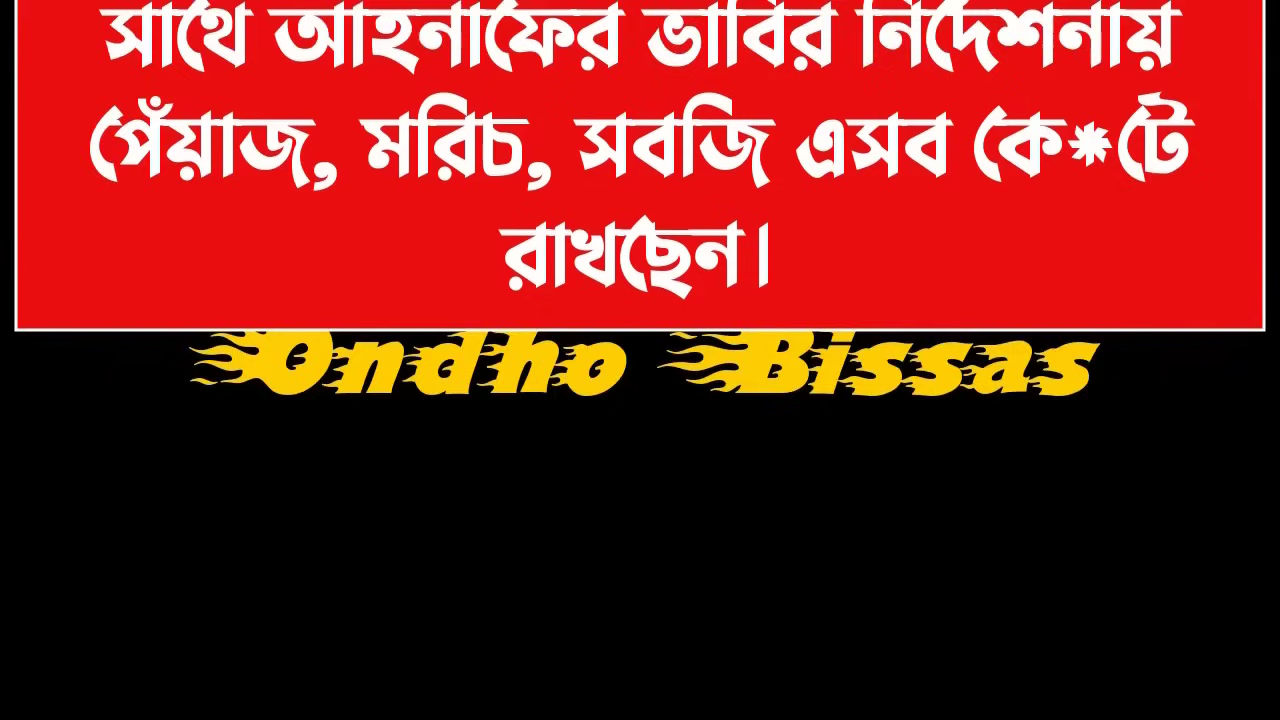 সাথে আহনাফের ভাবির নির্দেশনায়
পেঁয়াজ, মরিচ, সবজি এসব কে*টে
রাখছেন।
Ondho Bissas